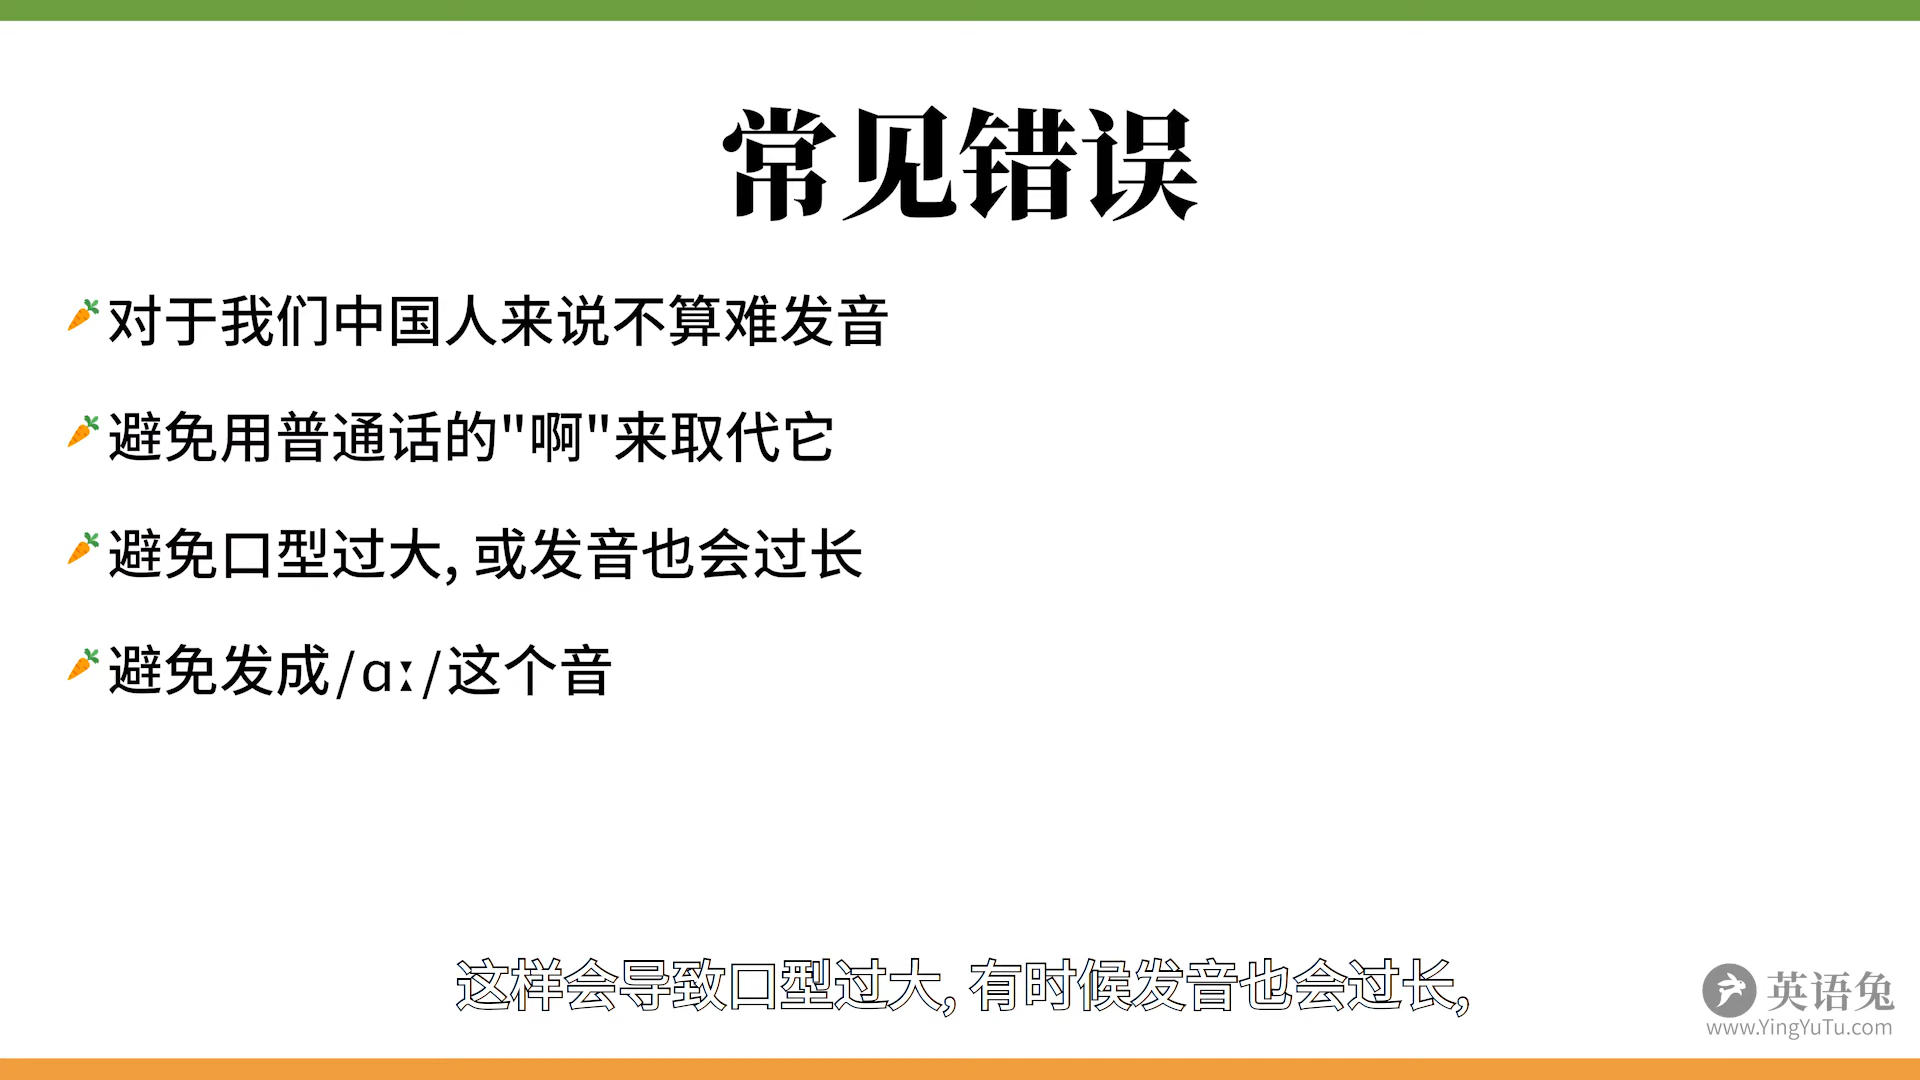 常见错误
对于我们中国人来说不算难发音
避免用普通话的"啊"来取代它
避免口型过大, 或发音也会过长
避免发成/ɑː/这个音
这样会导致口型过大, 有时候发音也会过长,
英语兔
www.YingYuTu.com